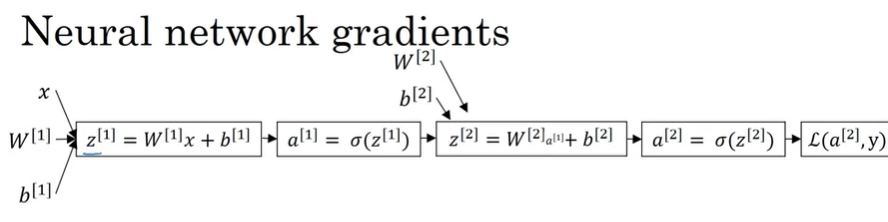 Neural network gradients
W^[2]
x
b^[2]
W^[1]
z^[1] = W^[1]x + b^[1]
a^[1] = σ(z^[1])
z^[2] = W^[2]a^[1] + b^[2]
a^[2] = σ(z^[2])
ℒ(a^[2], y)
b^[1]